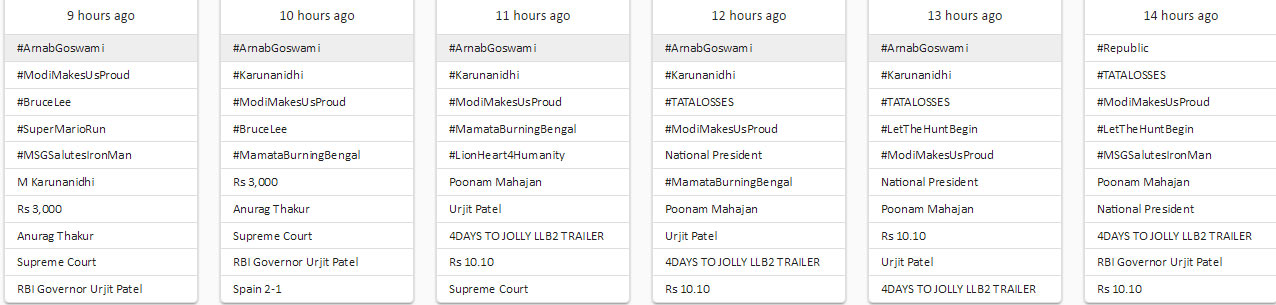 9 hours ago
#ArnabGoswami
#ModiMakesUsProud
#BruceLee
#SuperMarioRun
#MSGSalutesIronMan
M Karunanidhi
Rs 3,000
Anurag Thakur
Supreme Court
RBI Governor Urjit Patel
10 hours ago
#ArnabGoswami
#Karunanidhi
#ModiMakesUsProud
#BruceLee
#MamataBurningBengal
Rs 3,000
Anurag Thakur
Supreme Court
RBI Governor Urjit Patel
Spain 2-1
11 hours ago
#ArnabGoswami
#Karunanidhi
#ModiMakesUsProud
#MamataBurningBengal
#LionHeart4Humanity
Poonam Mahajan
Urjit Patel
4DAYS TO JOLLY LLB2 TRAILER
Rs 10.10
Supreme Court
12 hours ago
#ArnabGoswami
#Karunanidhi
#TATALOSSES
#ModiMakesUsProud
National President
#MamataBurningBengal
Poonam Mahajan
Urjit Patel
4DAYS TO JOLLY LLB2 TRAILER
Rs 10.10
13 hours ago
#ArnabGoswami
#Karunanidhi
#TATALOSSES
#LetTheHuntBegin
#ModiMakesUsProud
National President
Poonam Mahajan
Rs 10.10
Urjit Patel
4DAYS TO JOLLY LLB2 TRAILER
14 hours ago
#Republic
#TATALOSSES
#ModiMakesUsProud
#LetTheHuntBegin
#MSGSalutesIronMan
Poonam Mahajan
National President
4DAYS TO JOLLY LLB2 TRAILER
RBI Governor Urjit Patel
Rs 10.10